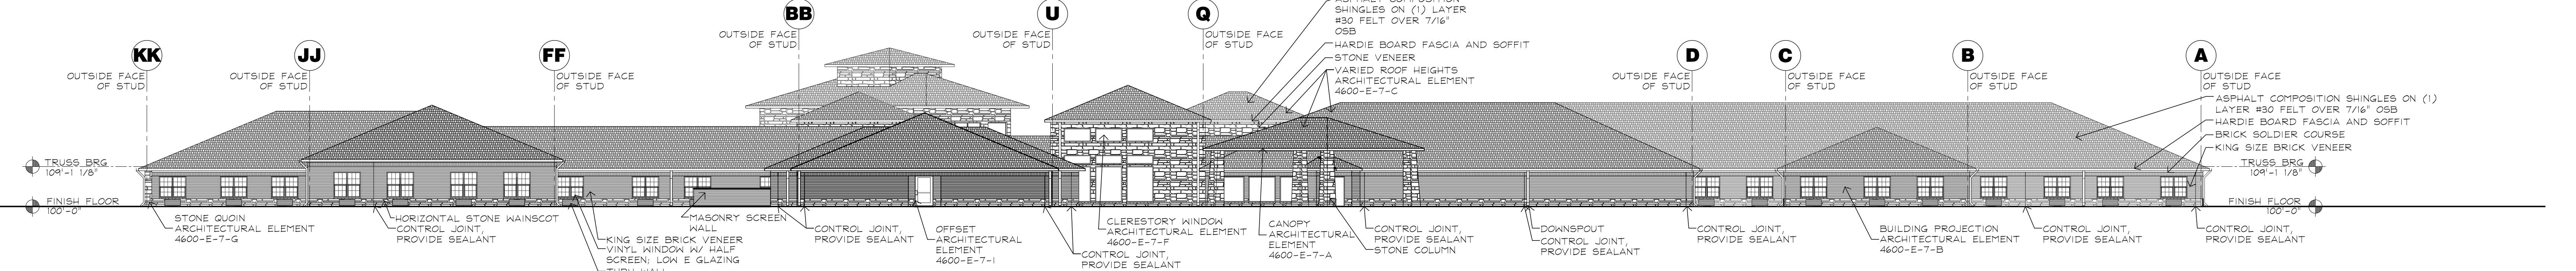 KK
OUTSIDE FACE
OF STUD
JJ
OUTSIDE FACE
OF STUD
FF
OUTSIDE FACE
OF STUD
BB
OUTSIDE FACE
OF STUD
U
OUTSIDE FACE
OF STUD
Q
OUTSIDE FACE
OF STUD
ASPHALT COMPOSITION
SHINGLES ON (1) LAYER
#30 FELT OVER 7/16"
OSB
HARDIE BOARD FASCIA AND SOFFIT
STONE VENEER
VARIED ROOF HEIGHTS
ARCHITECTURAL ELEMENT
4600-E-7-C
D
OUTSIDE FACE
OF STUD
C
OUTSIDE FACE
OF STUD
B
OUTSIDE FACE
OF STUD
A
OUTSIDE FACE
OF STUD
ASPHALT COMPOSITION SHINGLES ON (1)
LAYER #30 FELT OVER 7/16" OSB
HARDIE BOARD FASCIA AND SOFFIT
BRICK SOLDIER COURSE
KING SIZE BRICK VENEER
TRUSS BRG
109'-1 1/8"
FINISH FLOOR
100'-0"
TRUSS BRG
109'-1 1/8"
FINISH FLOOR
100'-0"
STONE QUOIN
ARCHITECTURAL ELEMENT
4600-E-7-G
HORIZONTAL STONE WAINSCOT
CONTROL JOINT,
PROVIDE SEALANT
KING SIZE BRICK VENEER
VINYL WINDOW W/ HALF
SCREEN; LOW E GLAZING
THRU WALL
MASONRY SCREEN
WALL
CONTROL JOINT,
PROVIDE SEALANT
OFFSET
ARCHITECTURAL
ELEMENT
4600-E-7-I
CONTROL JOINT,
PROVIDE SEALANT
CLERESTORY WINDOW
ARCHITECTURAL ELEMENT
4600-E-7-F
CANOPY
ARCHITECTURAL
ELEMENT
4600-E-7-A
CONTROL JOINT,
PROVIDE SEALANT
STONE COLUMN
DOWNSPOUT
CONTROL JOINT,
PROVIDE SEALANT
CONTROL JOINT,
PROVIDE SEALANT
BUILDING PROJECTION
ARCHITECTURAL ELEMENT
4600-E-7-B
CONTROL JOINT,
PROVIDE SEALANT
CONTROL JOINT,
PROVIDE SEALANT